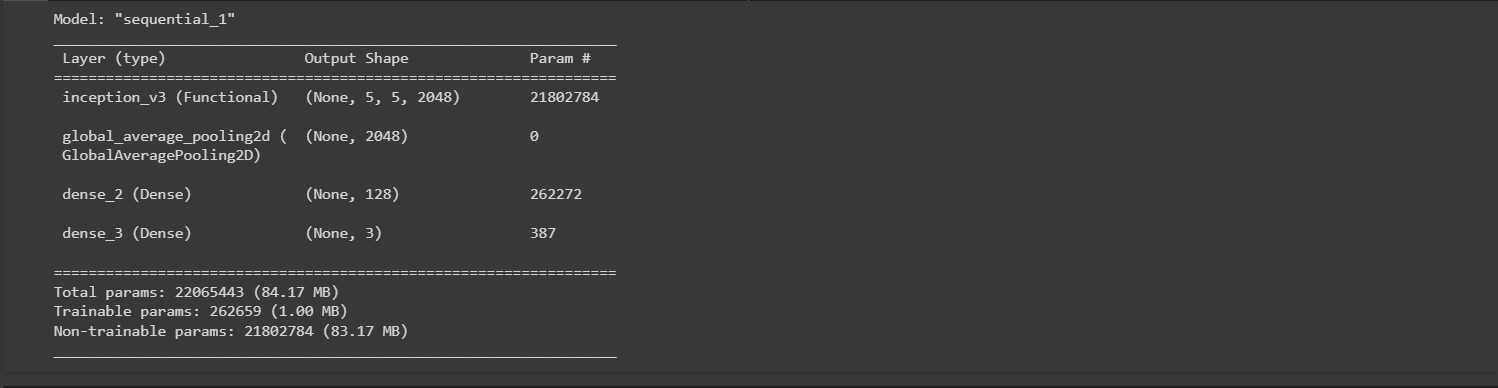 Model: "sequential_1"
_________________________________________________________________
Layer (type) Output Shape Param #
=================================================================
inception_v3 (Functional) (None, 5, 5, 2048) 21802784
global_average_pooling2d ( (None, 2048) 0
GlobalAveragePooling2D)
dense_2 (Dense) (None, 128) 262272
dense_3 (Dense) (None, 3) 387
=================================================================
Total params: 22065443 (84.17 MB)
Trainable params: 262659 (1.00 MB)
Non-trainable params: 21802784 (83.17 MB)
_________________________________________________________________